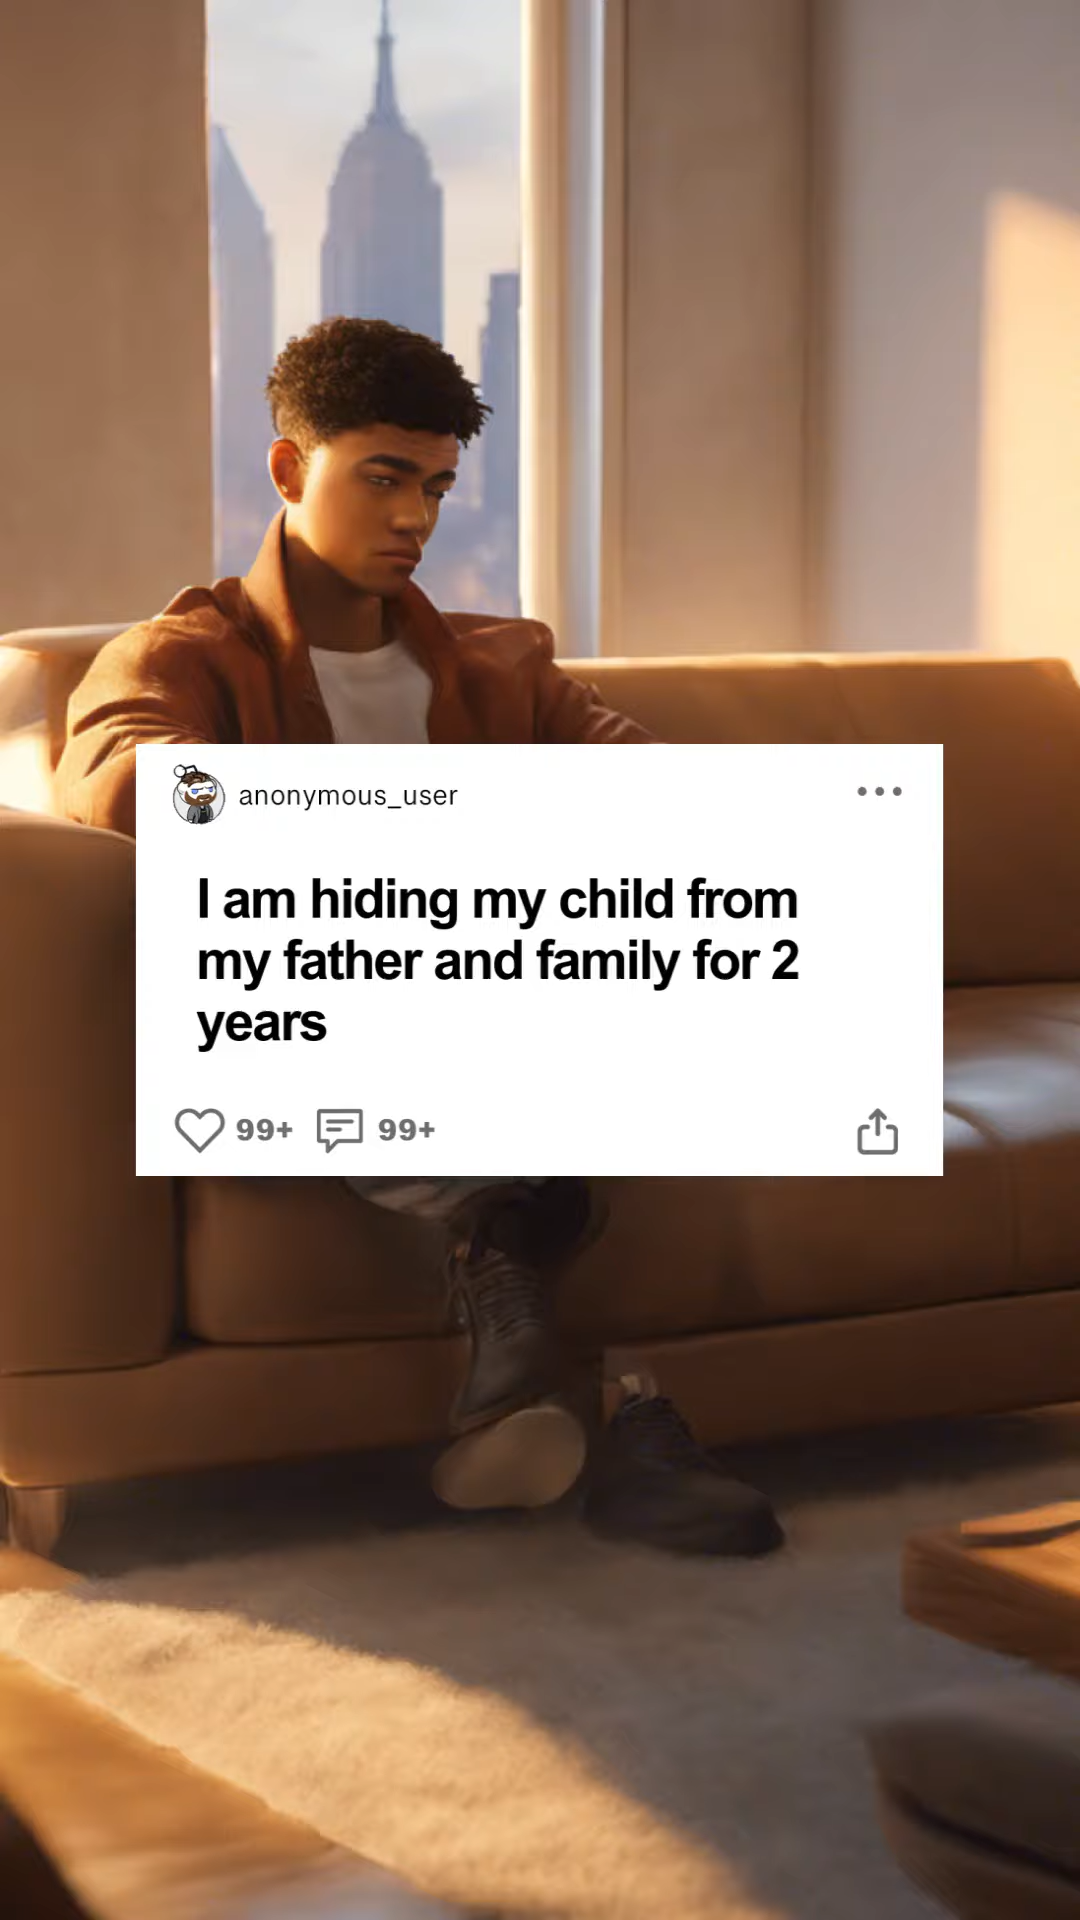 anonymous_user
I am hiding my child from
my father and family for 2
years
99+ 99+